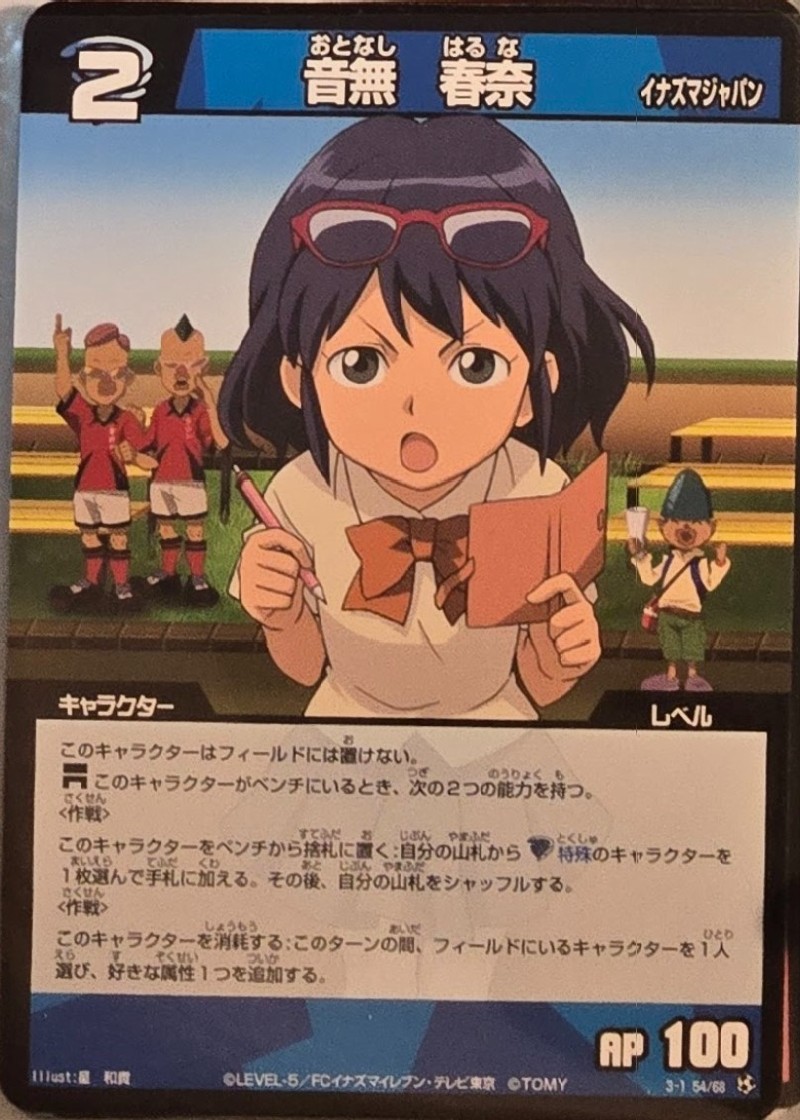 2
おとなし はるな
音無 春奈
イナズマジャパン
キャラクター
レベル
このキャラクターはフィールドには置けない。
このキャラクターがベンチにいるとき、次の2つの能力を持つ。
〈作戦〉
このキャラクターをベンチから捨札に置く:自分の山札から 特殊のキャラクターを
1枚選んで手札に加える。その後、自分の山札をシャッフルする。
〈作戦〉
このキャラクターを消耗する:このターンの間、フィールドにいるキャラクターを1人
選び、好きな属性1つを追加する。
AP 100
Illust:星 和貴
©LEVEL-5/FCイナズマイレブン・テレビ東京 ©TOMY
3-1 54/68